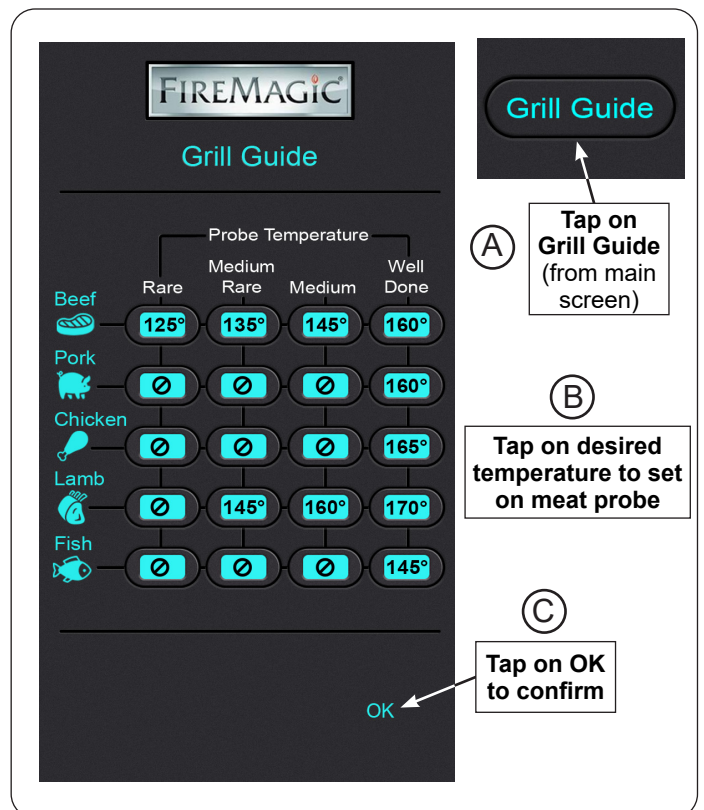 FIREMAGIC
Grill Guide
Probe Temperature
Rare
Medium
Rare
Medium
Well
Done
Beef
125°
135°
145°
160°
Pork
160°
Chicken
165°
Lamb
145°
160°
170°
Fish
145°
OK
Grill Guide
A
Tap on
Grill Guide
(from main
screen)
B
Tap on desired
temperature to set
on meat probe
C
Tap on OK
to confirm